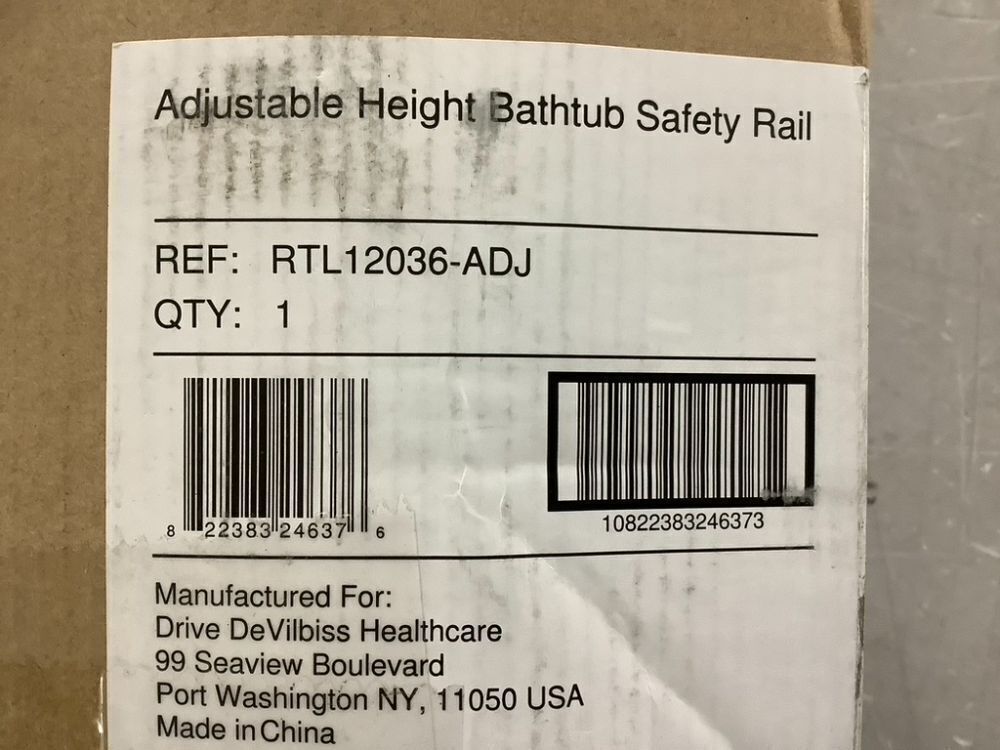 Adjustable Height Bathtub Safety Rail
REF: RTL12036-ADJ
QTY: 1
8 22383 24637 6
10822383246373
Manufactured For:
Drive DeVilbiss Healthcare
99 Seaview Boulevard
Port Washington NY, 11050 USA
Made in China